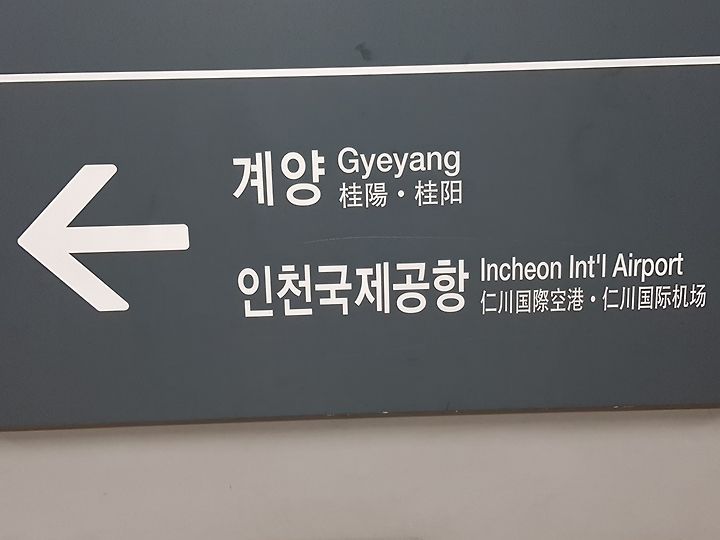 계양 Gyeyang
桂陽・桂阳
인천국제공항 Incheon Int'l Airport
仁川国際空港・仁川国际机场